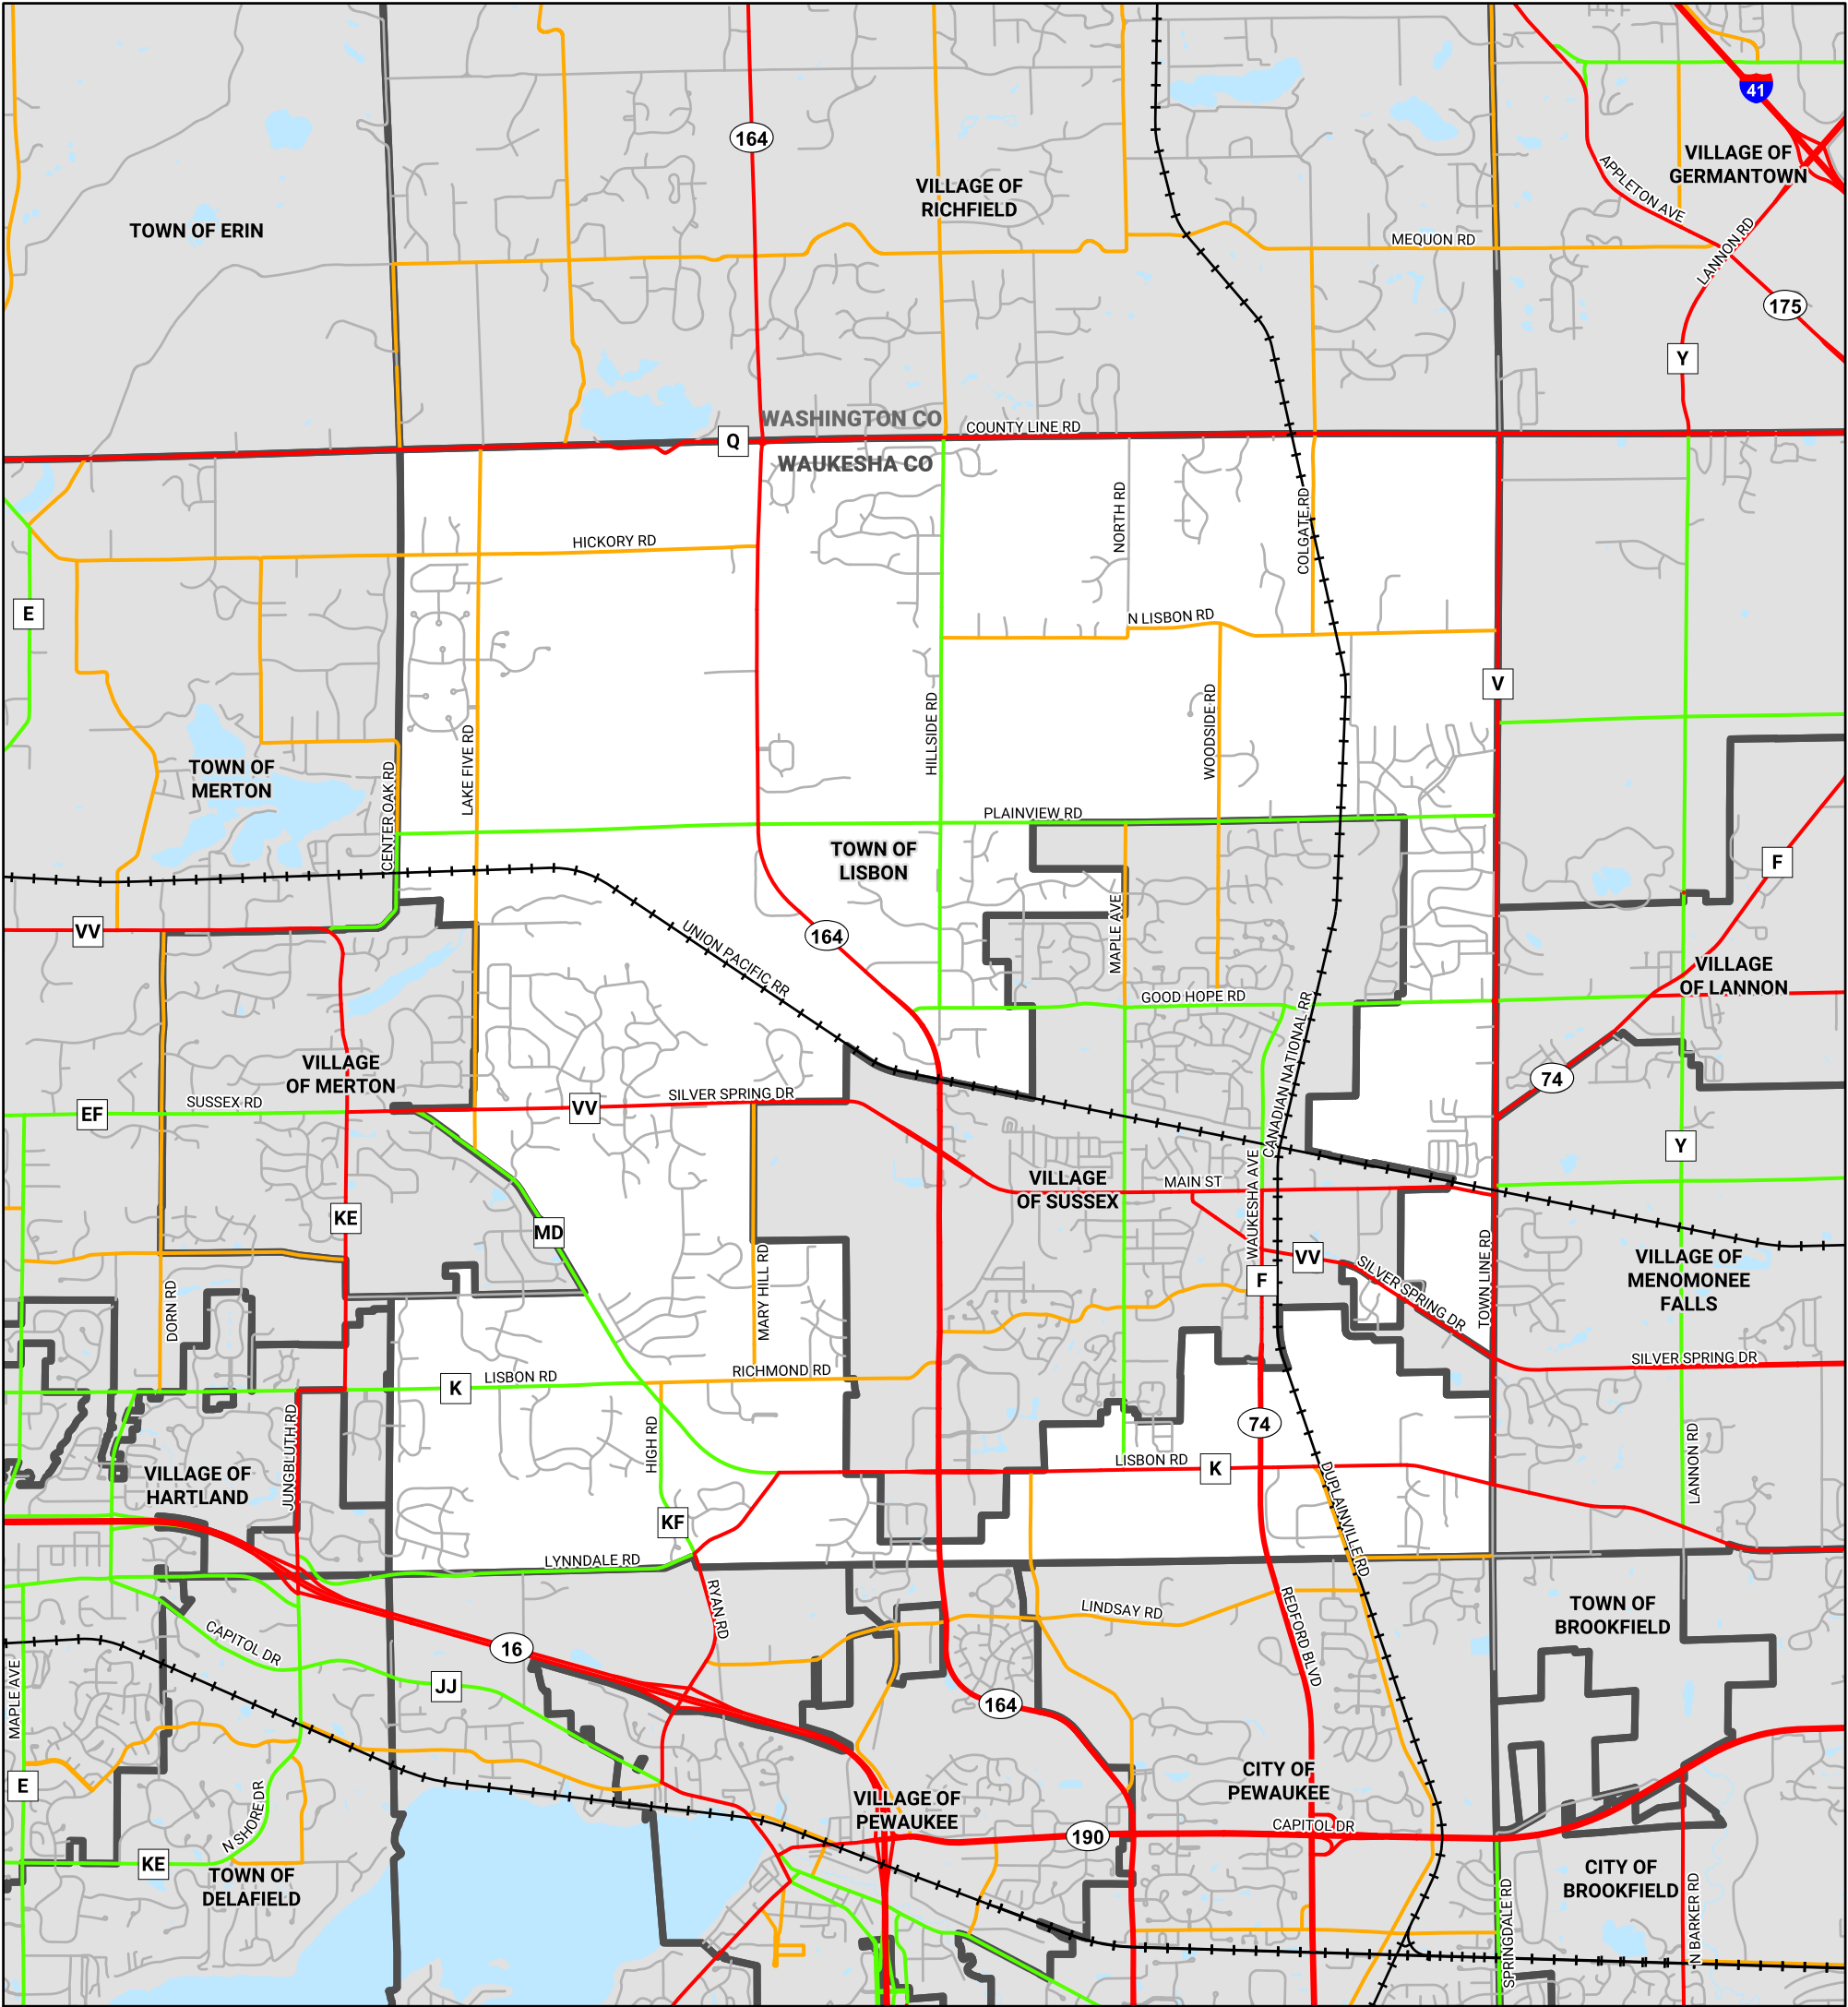 41
164
VILLAGE OF
GERMANTOWN
APPLETON AVE
VILLAGE OF
RICHFIELD
TOWN OF ERIN
MEQUON RD
LANNON RD
175
Y
WASHINGTON CO
COUNTY LINE RD
Q
WAUKESHA CO
NORTH RD
COLGATE RD
HICKORY RD
E
N LISBON RD
V
HILLSIDE RD
WOODSIDE RD
LAKE FIVE RD
TOWN OF
MERTON
CENTER OAK RD
PLAINVIEW RD
TOWN OF
LISBON
F
MAPLE AVE
VV
164
UNION PACIFIC RR
VILLAGE
OF LANNON
GOOD HOPE RD
CANADIAN NATIONAL RR
VILLAGE
OF MERTON
74
SILVER SPRING DR
VV
SUSSEX RD
EF
Y
WAUKESHA AVE
VILLAGE
OF SUSSEX
MAIN ST
KE
MD
TOWN LINE RD
VV
VILLAGE OF
MENOMONEE
FALLS
F
SILVER SPRING DR
DORN RD
MARY HILL RD
SILVER SPRING DR
RICHMOND RD
LISBON RD
K
74
JUNGBLUTH RD
HIGH RD
LISBON RD
K
LANNON RD
VILLAGE OF
HARTLAND
DUPLAINVILLE RD
KF
LYNNDALE RD
RYAN RD
LINDSAY RD
REDFORD BLVD
TOWN OF
BROOKFIELD
CAPITOL DR
16
JJ
MAPLE AVE
164
CITY OF
PEWAUKEE
E
N SHORE DR
VILLAGE OF
PEWAUKEE
CAPITOL DR
190
KE
TOWN OF
DELAFIELD
CITY OF
BROOKFIELD
SPRINGDALE RD
N BARKER RD